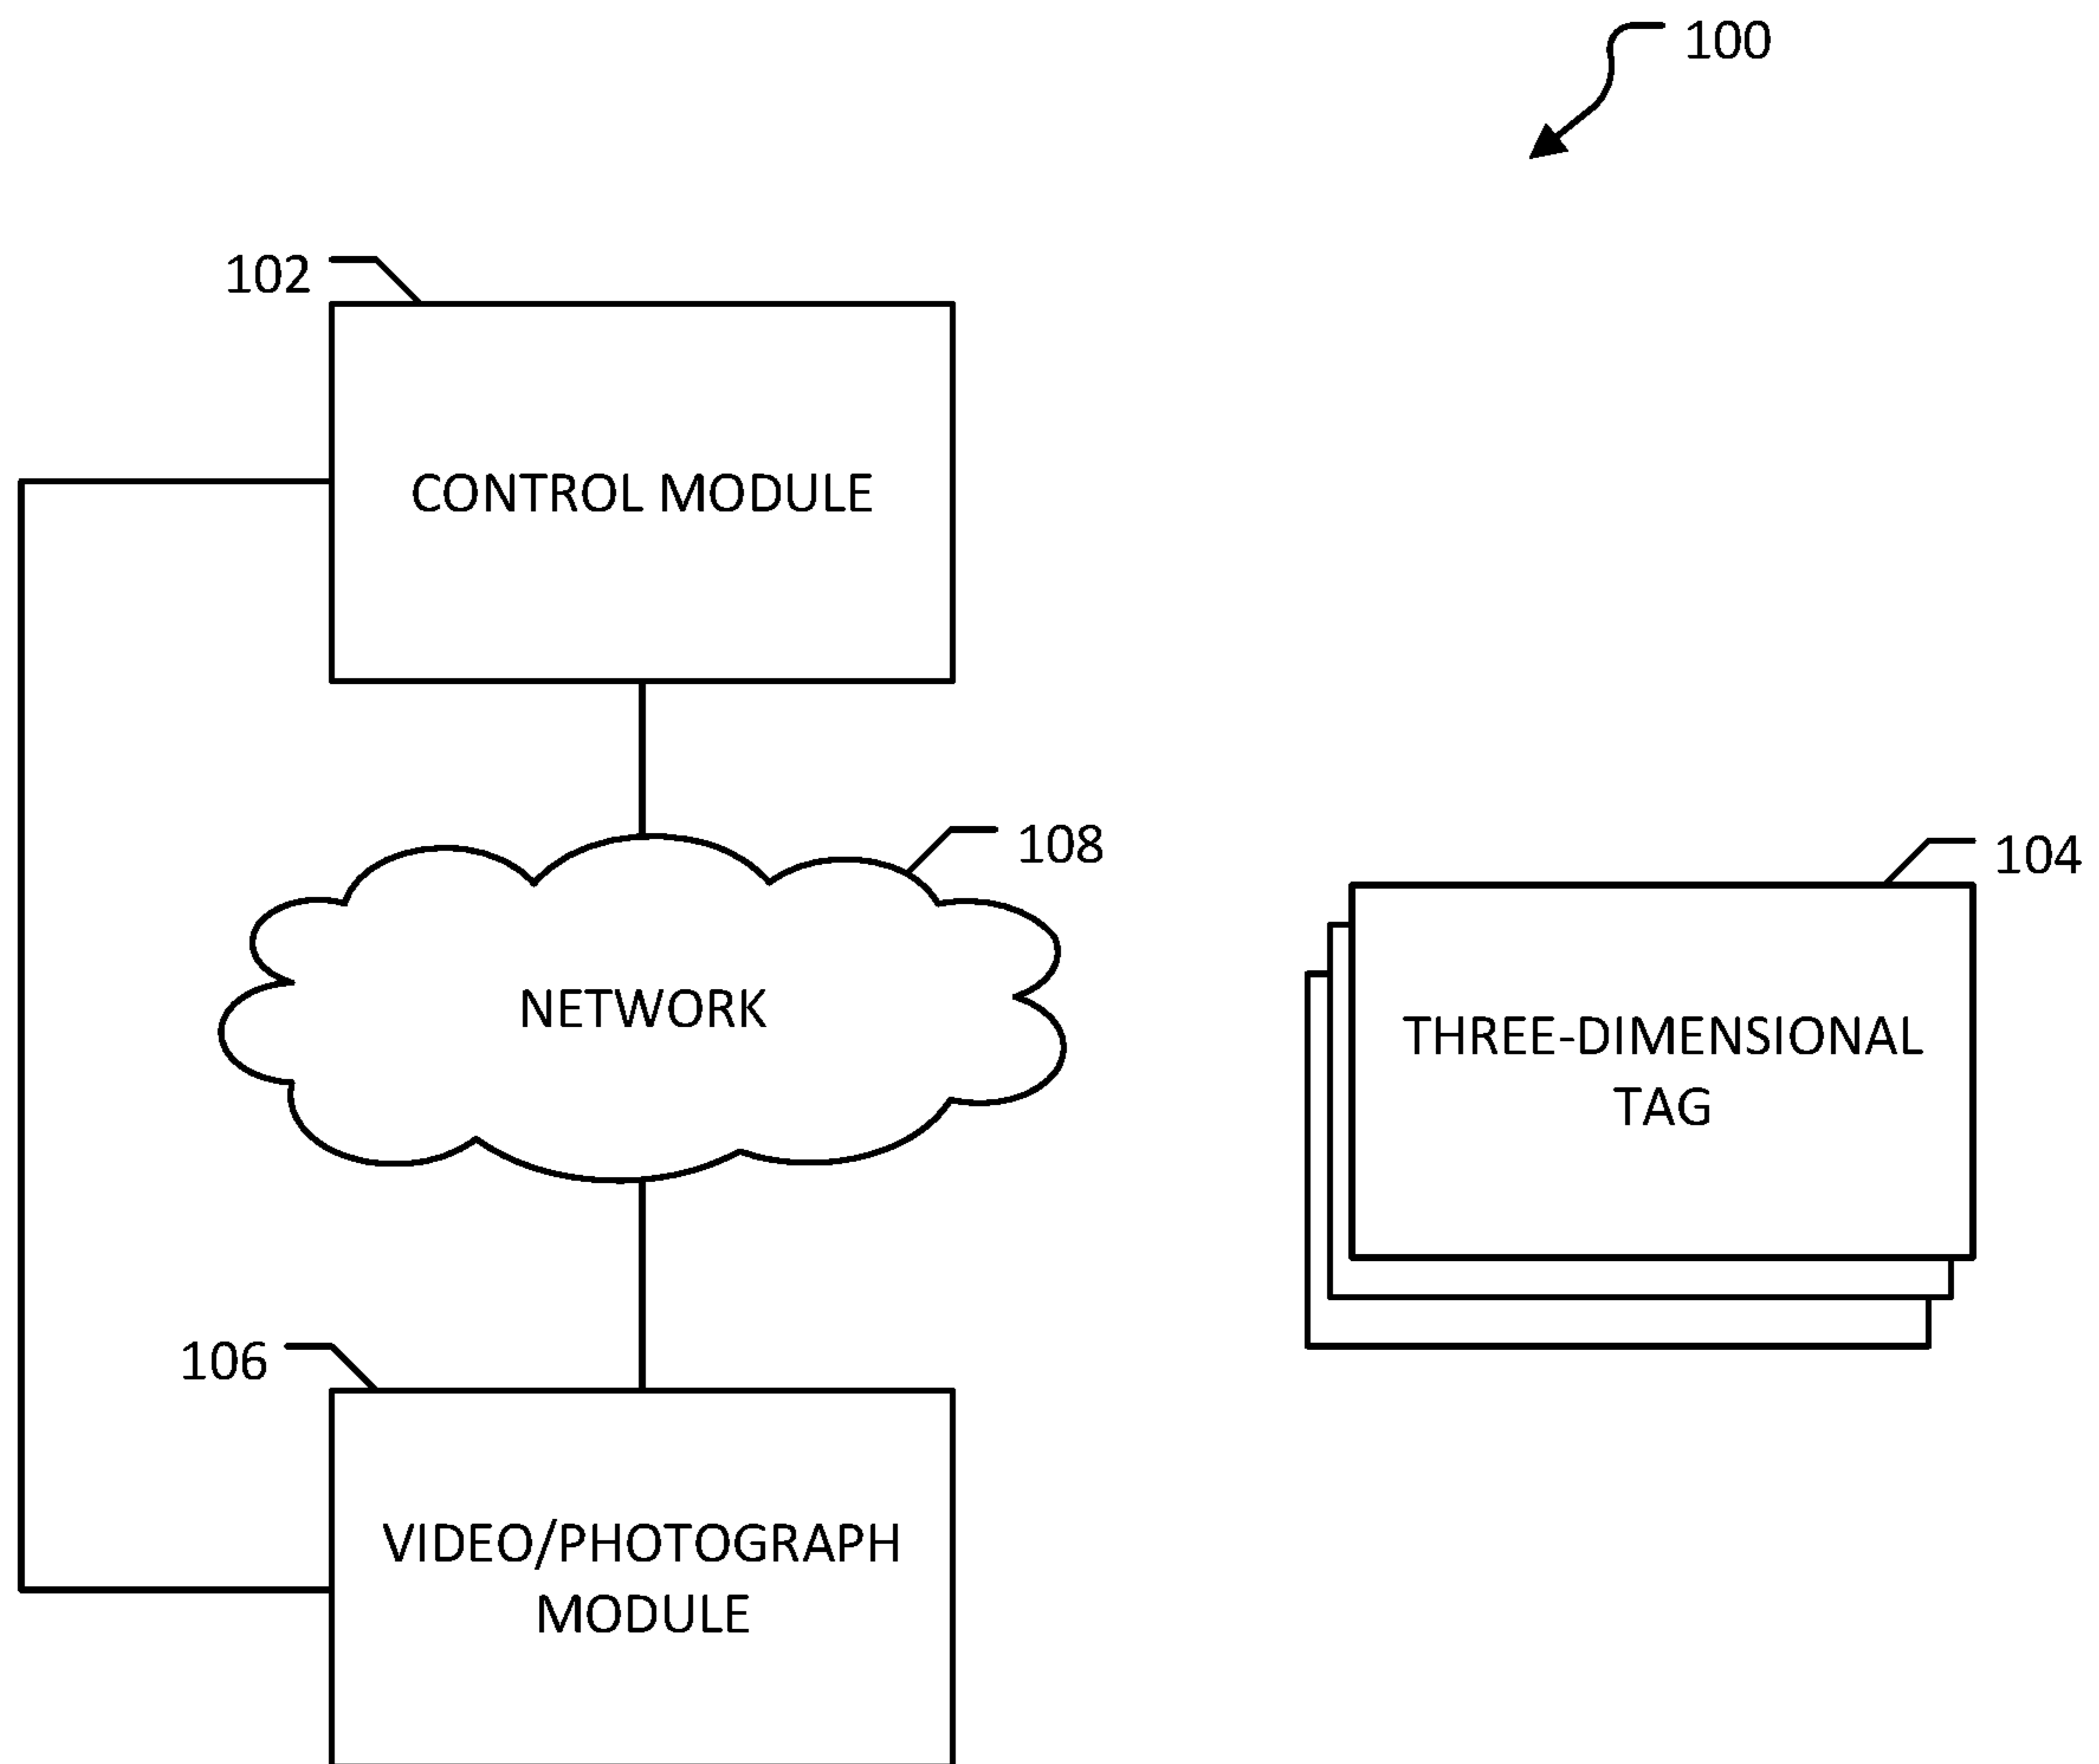 100
102
CONTROL MODULE
108
NETWORK
104
THREE-DIMENSIONAL
TAG
106
VIDEO/PHOTOGRAPH
MODULE